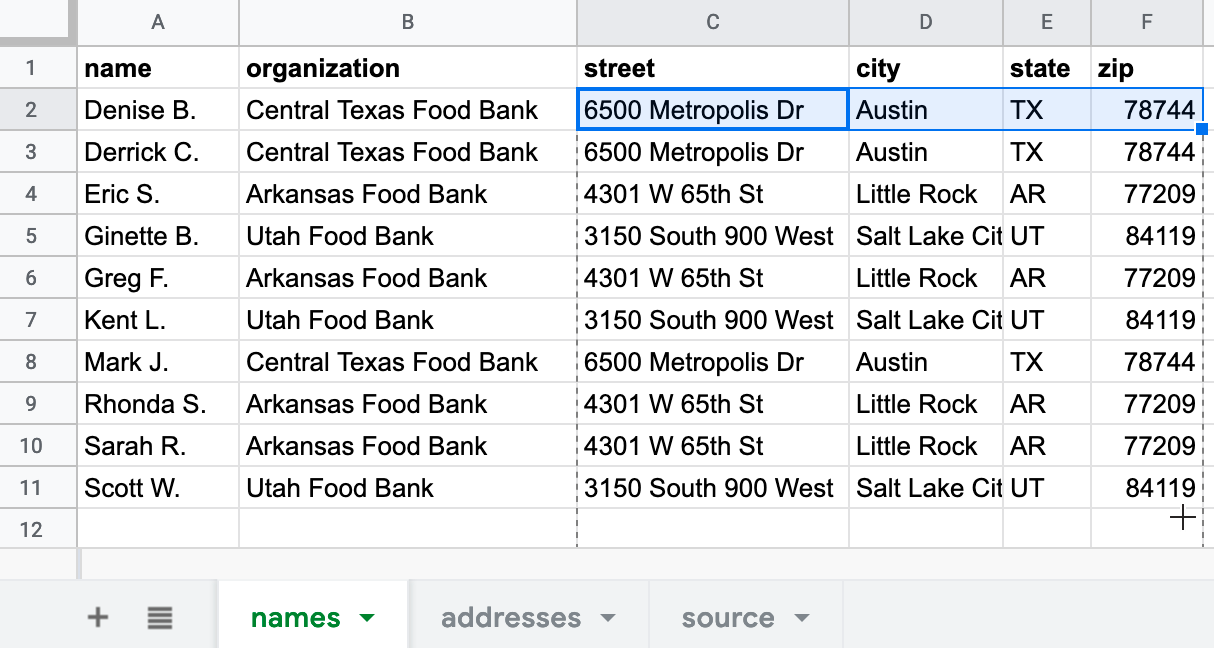 A B C D E F
1 name organization street city state zip
2 Denise B. Central Texas Food Bank 6500 Metropolis Dr Austin TX 78744
3 Derrick C. Central Texas Food Bank 6500 Metropolis Dr Austin TX 78744
4 Eric S. Arkansas Food Bank 4301 W 65th St Little Rock AR 77209
5 Ginette B. Utah Food Bank 3150 South 900 West Salt Lake Cit UT 84119
6 Greg F. Arkansas Food Bank 4301 W 65th St Little Rock AR 77209
7 Kent L. Utah Food Bank 3150 South 900 West Salt Lake Cit UT 84119
8 Mark J. Central Texas Food Bank 6500 Metropolis Dr Austin TX 78744
9 Rhonda S. Arkansas Food Bank 4301 W 65th St Little Rock AR 77209
10 Sarah R. Arkansas Food Bank 4301 W 65th St Little Rock AR 77209
11 Scott W. Utah Food Bank 3150 South 900 West Salt Lake Cit UT 84119
12
names addresses source